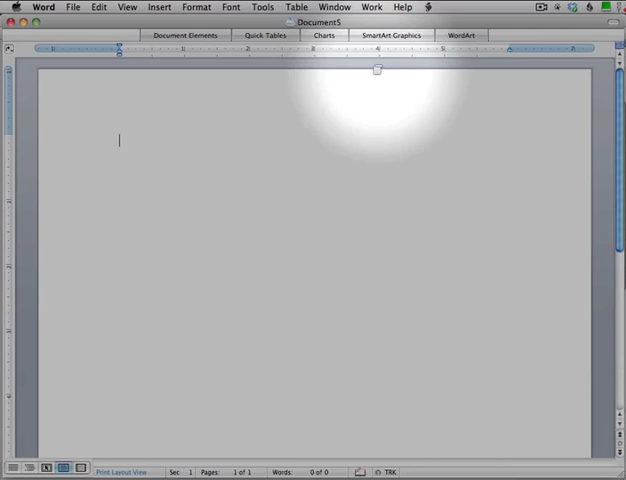 Word File Edit View Insert Format Font Tools Table Window Work Help
Document5
Document Elements Quick Tables Charts SmartArt Graphics WordArt
Print Layout View Sec 1 Pages: 1 of 1 Words: 0 of 0 TRK